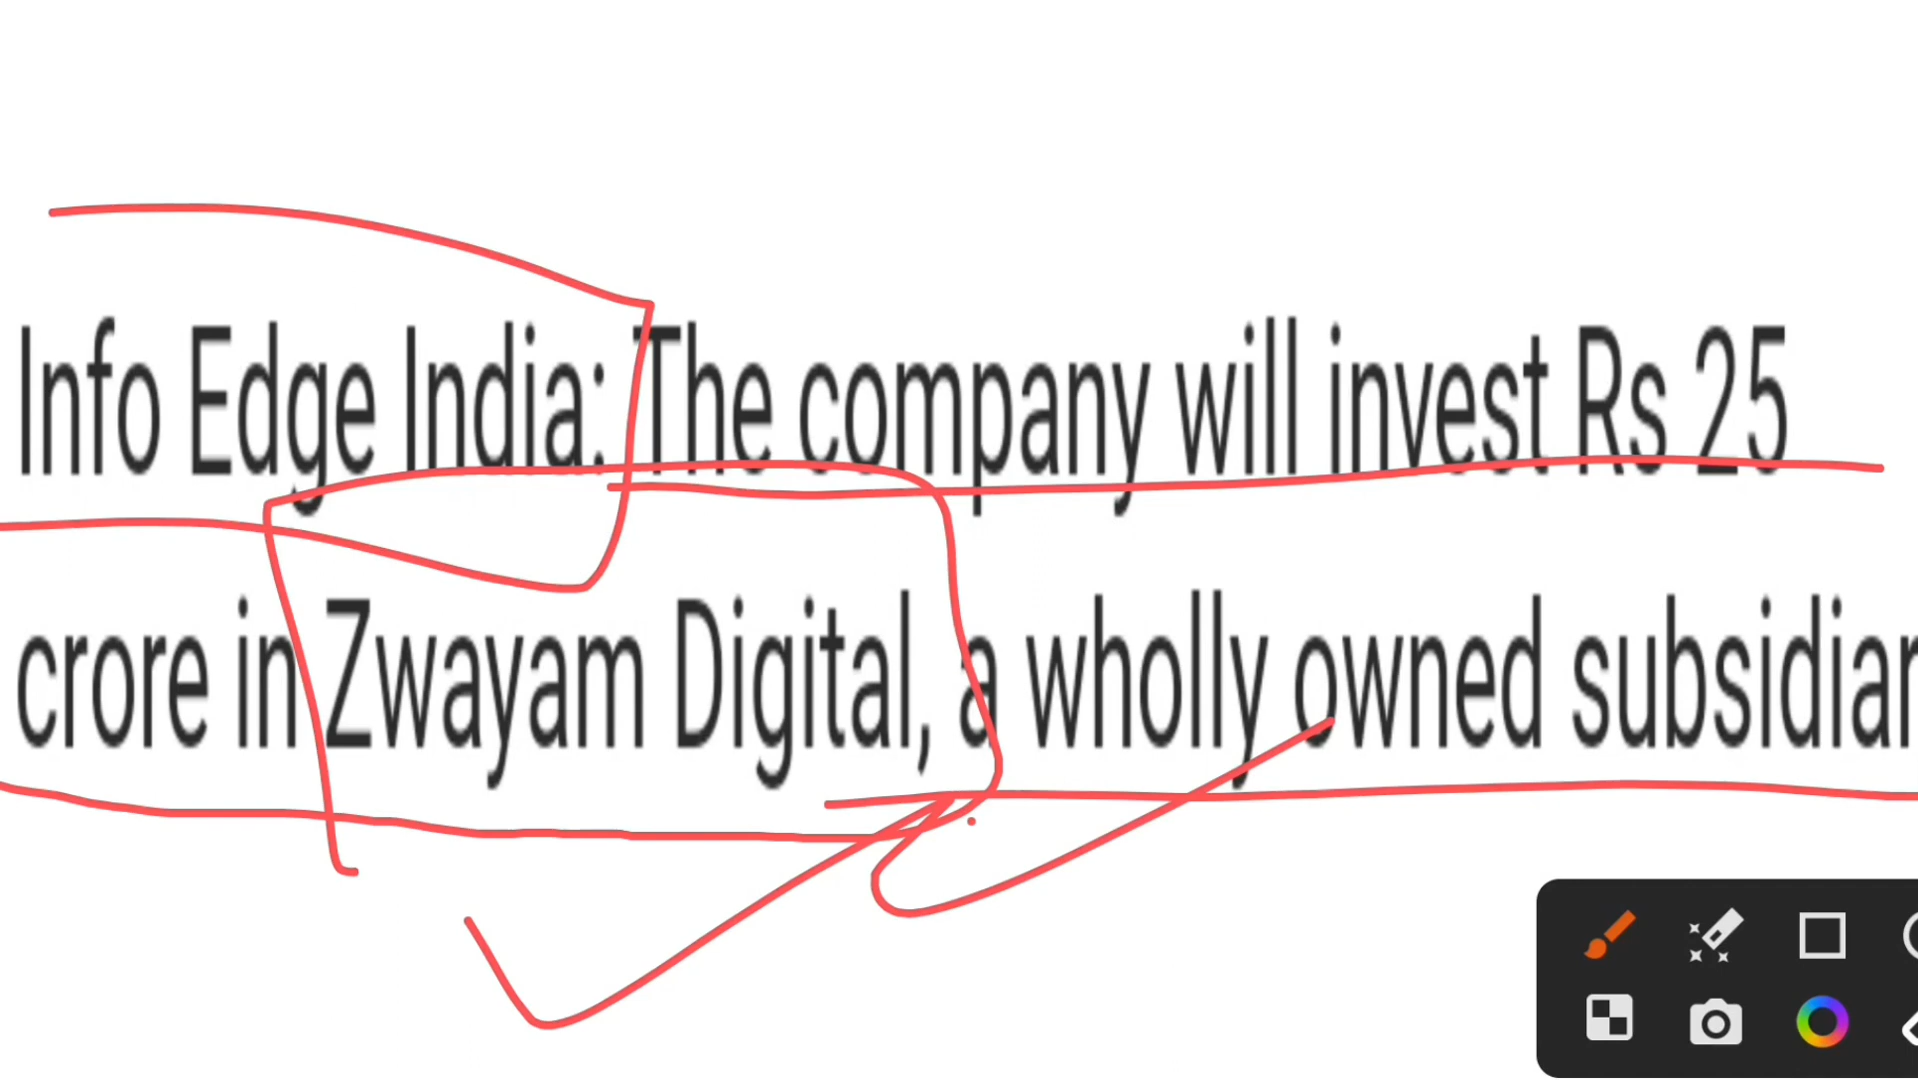 Info Edge India: The company will invest Rs 25
crore in Zwayam Digital, a wholly owned subsidiar